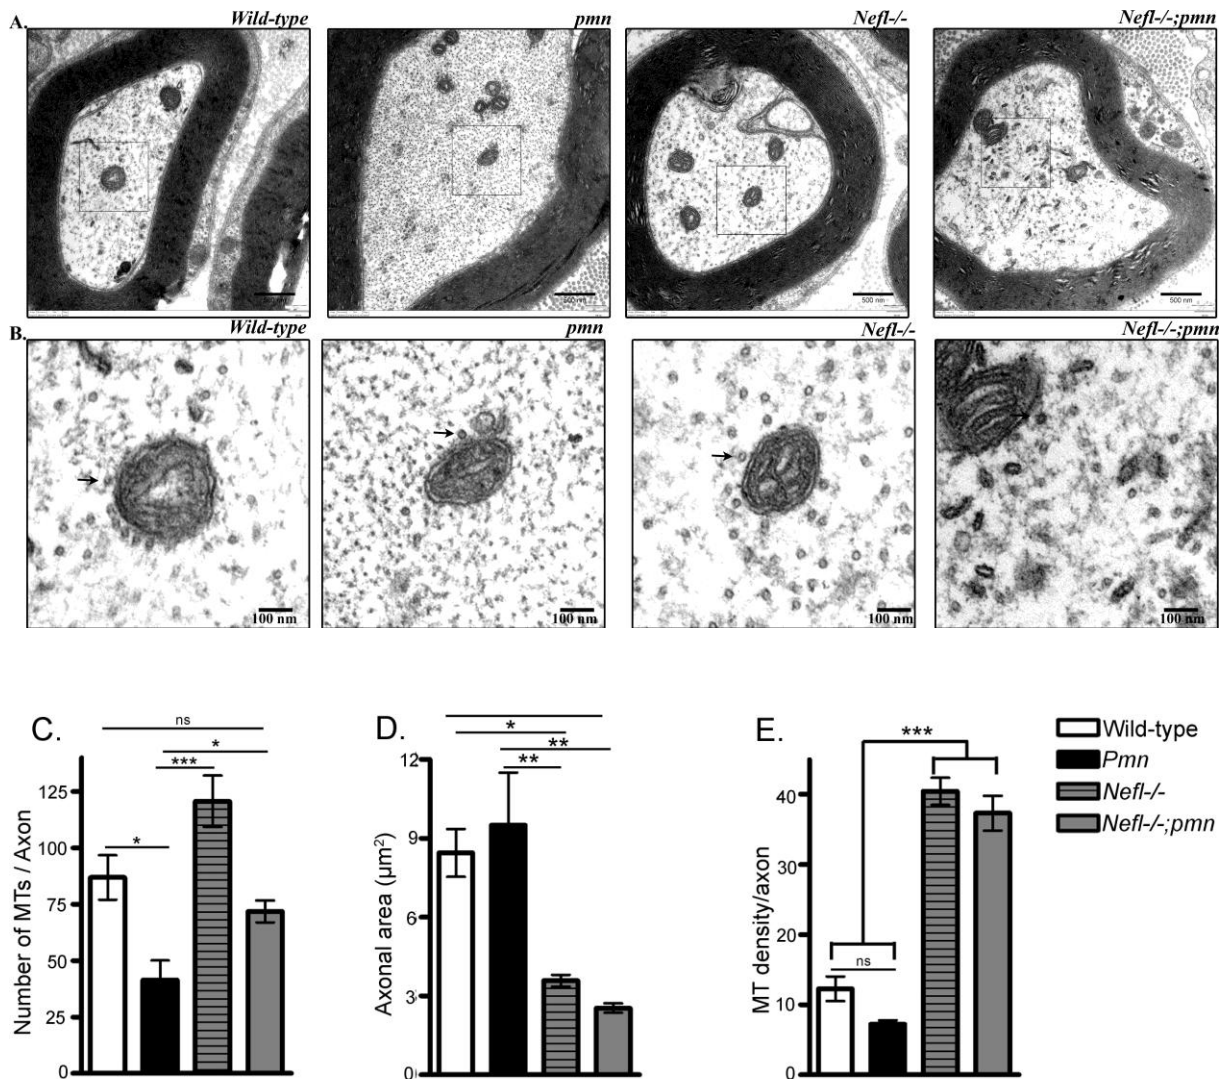 A. Wild-type pmn Nefl-/- Nefl-/-;pmn
500 nm 500 nm 500 nm 500 nm
B. Wild-type pmn Nefl-/- Nefl-/-;pmn
100 nm 100 nm 100 nm 100 nm
C.
ns
*
***
*
Number of MTs / Axon
125
100
75
50
25
0
D.
*
**
**
Axonal area (µm²)
12
9
6
3
0
E.
***
ns
MT density/axon
40
30
20
10
0
Wild-type
Pmn
Nefl-/-
Nefl-/-;pmn